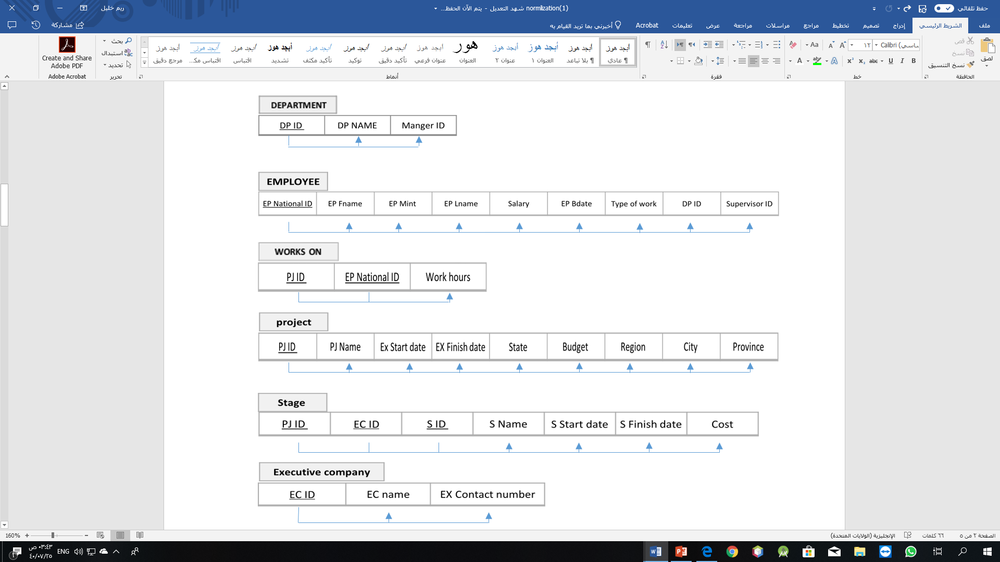 ريم خليل
normlization(1) شهد التعديل - يتم الآن الحفظ...
حفظ تلقائي
ملف
الشريط الرئيسي
إدراج
تصميم
تخطيط
مراجع
مراسلات
مراجعة
عرض
تعليمات
Acrobat
أخبرني بما تريد القيام به
مشاركة
لصق
قص
نسخ
نسخ التنسيق
الحافظة
Calibri (ساسي
١٢
Aa
B I U abc x₂ x²
خط
فقرة
أبجد هوز
¶ عادي
أبجد هوز
¶ بلا تباعد
أبجد هوز
العنوان ١
أبجد هوز
عنوان ٢
هوز
العنوان
أبجد هوز
عنوان فرعي
أبجد هوز
تأكيد دقيق
أبجد هوز
توكيد
أبجد هوز
تأكيد مكثف
أبجد هوز
تشديد
أبجد هوز
اقتباس
أبجد هوز
اقتباس مك...
أبجد هوز
مرجع دقيق
أنماط
بحث
استبدال
تحديد
تحرير
Create and Share
Adobe PDF
Adobe Acrobat
DEPARTMENT
DP ID DP NAME Manger ID
EMPLOYEE
EP National ID EP Fname EP Mint EP Lname Salary EP Bdate Type of work DP ID Supervisor ID
WORKS ON
PJ ID EP National ID Work hours
project
PJ ID PJ Name Ex Start date EX Finish date State Budget Region City Province
Stage
PJ ID EC ID S ID S Name S Start date S Finish date Cost
Executive company
EC ID EC name EX Contact number
160%
الإنجليزية (الولايات المتحدة)
٦٦ كلمات
الصفحة ٢ من ٥
٠٣:٤٣ ص
٤٠/٠٧/٢٥
ENG